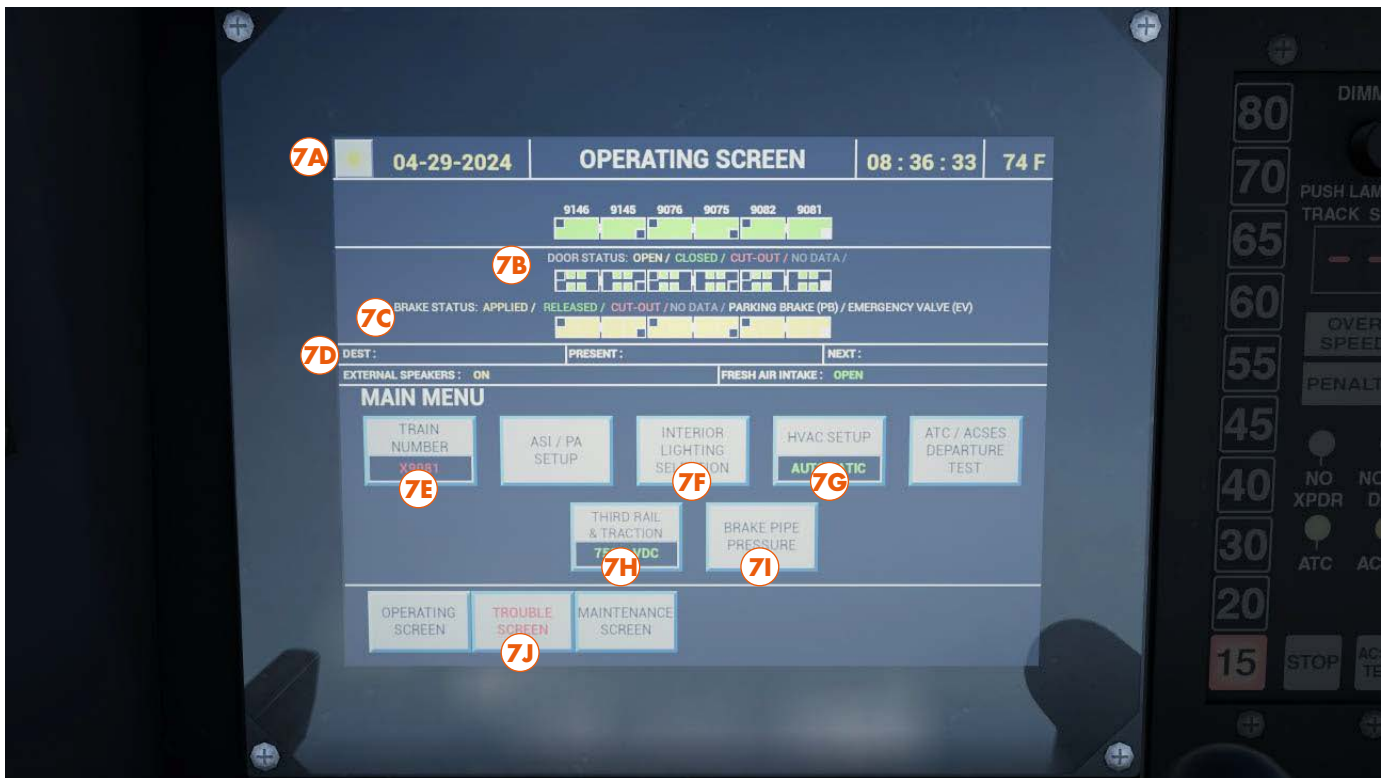 7A
04-29-2024
OPERATING SCREEN
08 : 36 : 33
74 F
9146 9145 9076 9075 9082 9081
7B
DOOR STATUS: OPEN / CLOSED / CUT-OUT / NO DATA /
7C
BRAKE STATUS: APPLIED / RELEASED / CUT-OUT / NO DATA / PARKING BRAKE (PB) / EMERGENCY VALVE (EV)
7D
DEST :
PRESENT :
NEXT :
EXTERNAL SPEAKERS : ON
FRESH AIR INTAKE : OPEN
MAIN MENU
TRAIN
NUMBER
X9081
7E
ASI / PA
SETUP
INTERIOR
LIGHTING
7F
HVAC SETUP
AUTOMATIC
7G
ATC / ACSES
DEPARTURE
TEST
THIRD RAIL
& TRACTION
VDC
7H
BRAKE PIPE
PRESSURE
7I
OPERATING
SCREEN
TROUBLE
SCREEN
7J
MAINTENANCE
SCREEN
80
70
65
60
55
45
40
30
20
15
PUSH
TRACK
OVER
NO
XPDR
ATC
STOP